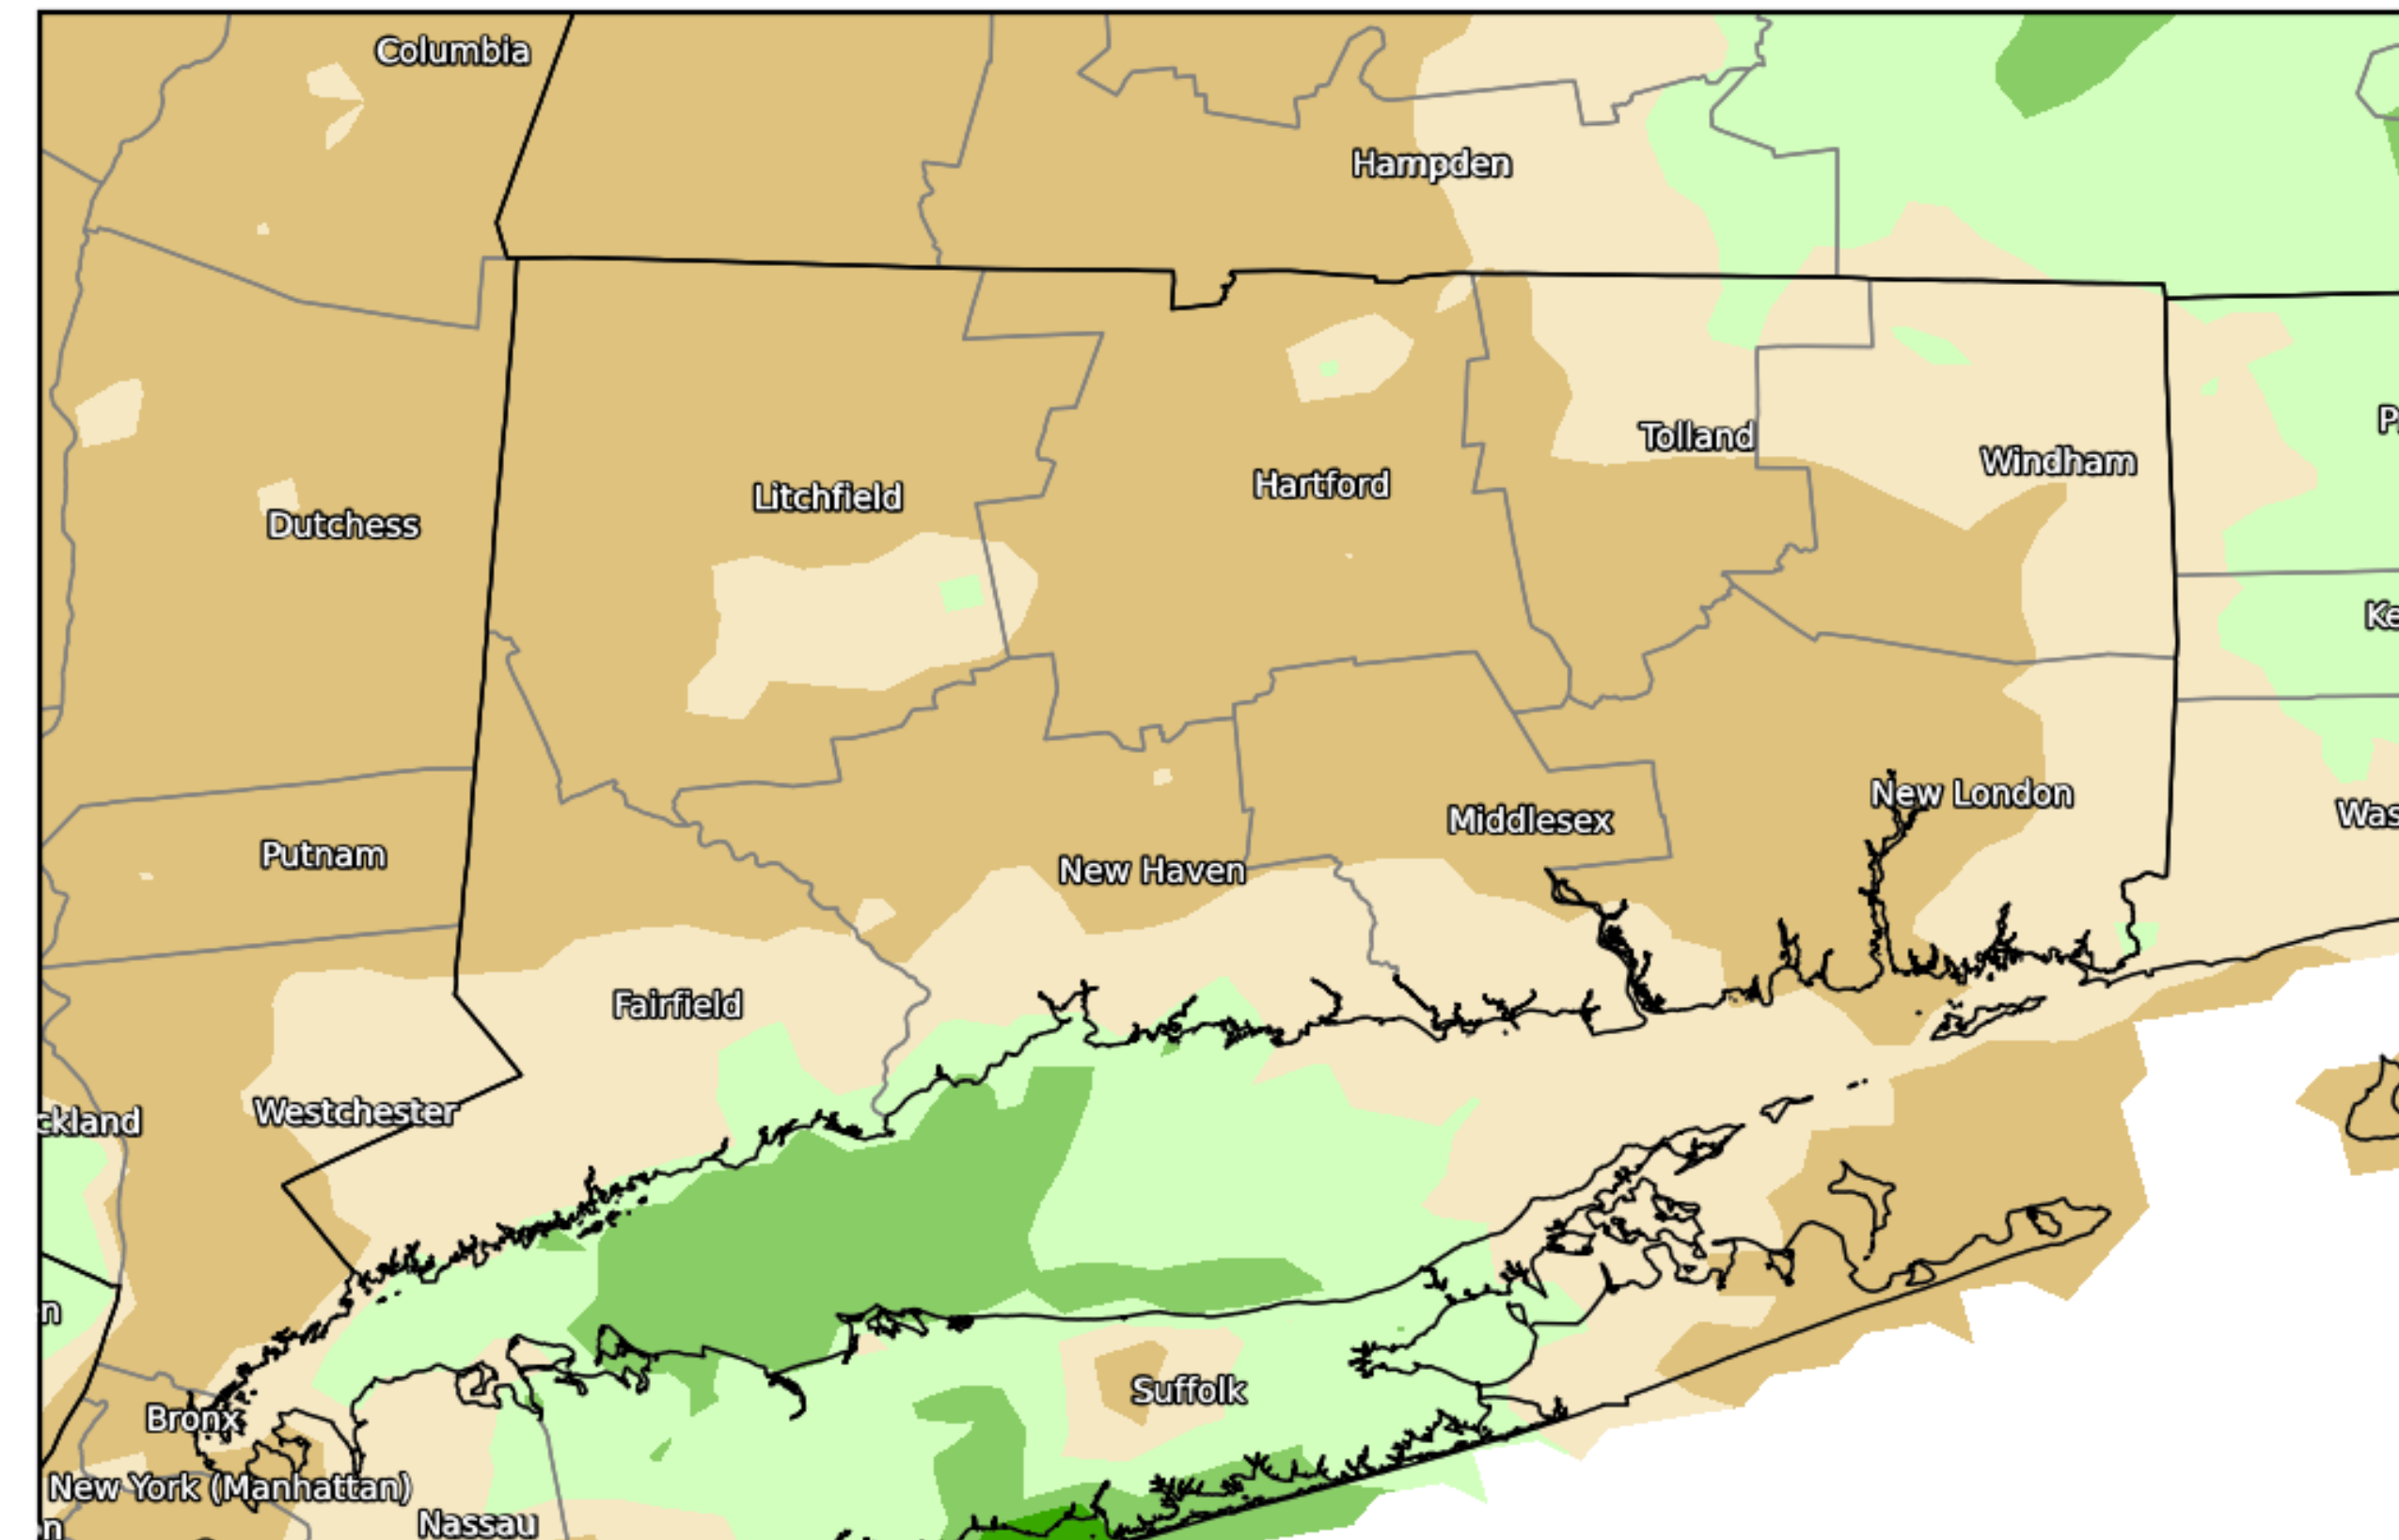 Columbia
Hampden
Tolland
Windham
Litchfield
Hartford
Dutchess
New London
Middlesex
Putnam
New Haven
Fairfield
Westchester
ckland
Suffolk
Bronx
New York (Manhattan)
Nassau